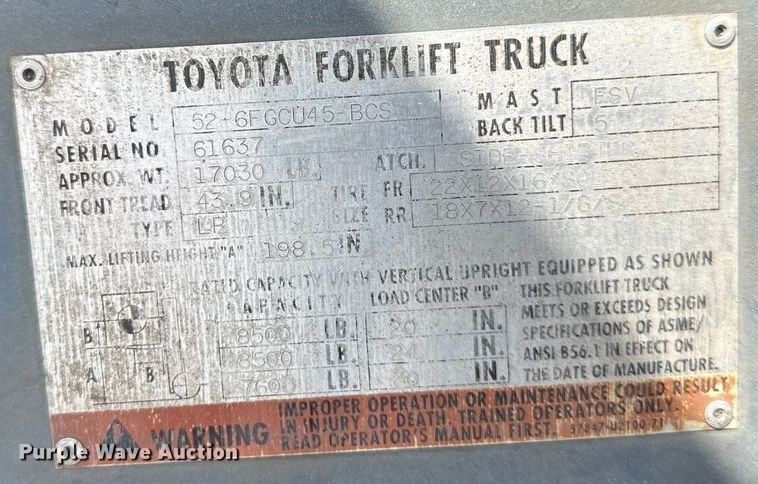 TOYOTA FORKLIFT TRUCK
MODEL 52-6FGCU45-BCS MAST FSV
SERIAL NO 61637 BACK TILT 5
APPROX. WT. 17030 LB. ATCH.
FRONT TREAD 43.9 IN. TIRE SIZE FR 22X12X16/
TYPE LP RR 18X7X12-1/8/
MAX. LIFTING HEIGHT "A" 198.5 IN
RATED CAPACITY WITH VERTICAL UPRIGHT EQUIPPED AS SHOWN
CAPACITY LOAD CENTER "B"
B 8500 LB. 20 IN.
A B 8500 LB. 24 IN.
7600 LB. 30 IN.
THIS FORKLIFT TRUCK
MEETS OR EXCEEDS DESIGN
SPECIFICATIONS OF ASME/
ANSI B56.1 IN EFFECT ON
THE DATE OF MANUFACTURE.
WARNING
IMPROPER OPERATION OR MAINTENANCE COULD RESULT
IN INJURY OR DEATH. TRAINED OPERATORS ONLY.
READ OPERATOR'S MANUAL FIRST. 57847-U2190-71
Purple Wave Auction